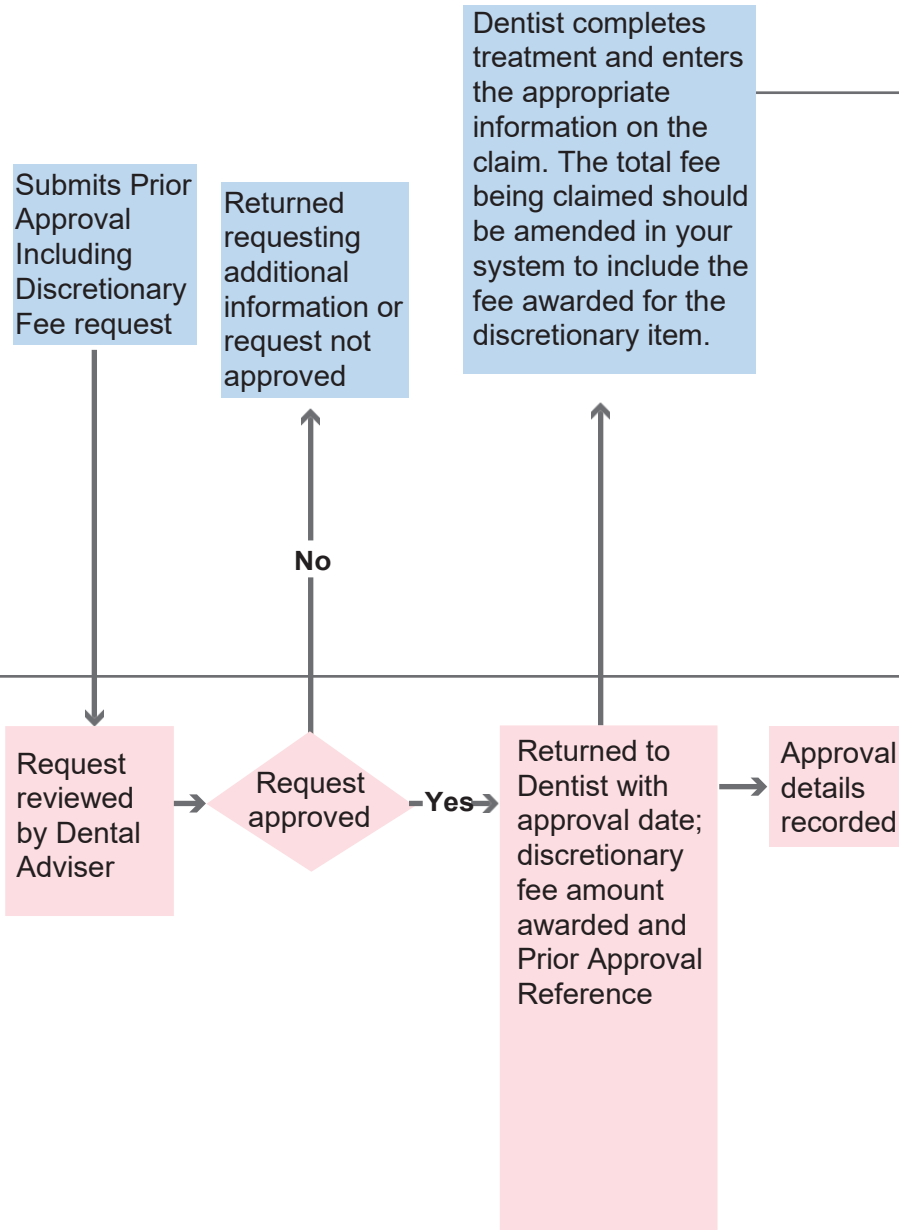 Submits Prior
Approval
Including
Discretionary
Fee request
Returned
requesting
additional
information or
request not
approved
Dentist completes
treatment and enters
the appropriate
information on the
claim. The total fee
being claimed should
be amended in your
system to include the
fee awarded for the
discretionary item.
No
Request
reviewed
by Dental
Adviser
Request
approved
Yes
Returned to
Dentist with
approval date;
discretionary
fee amount
awarded and
Prior Approval
Reference
Approval
details
recorded